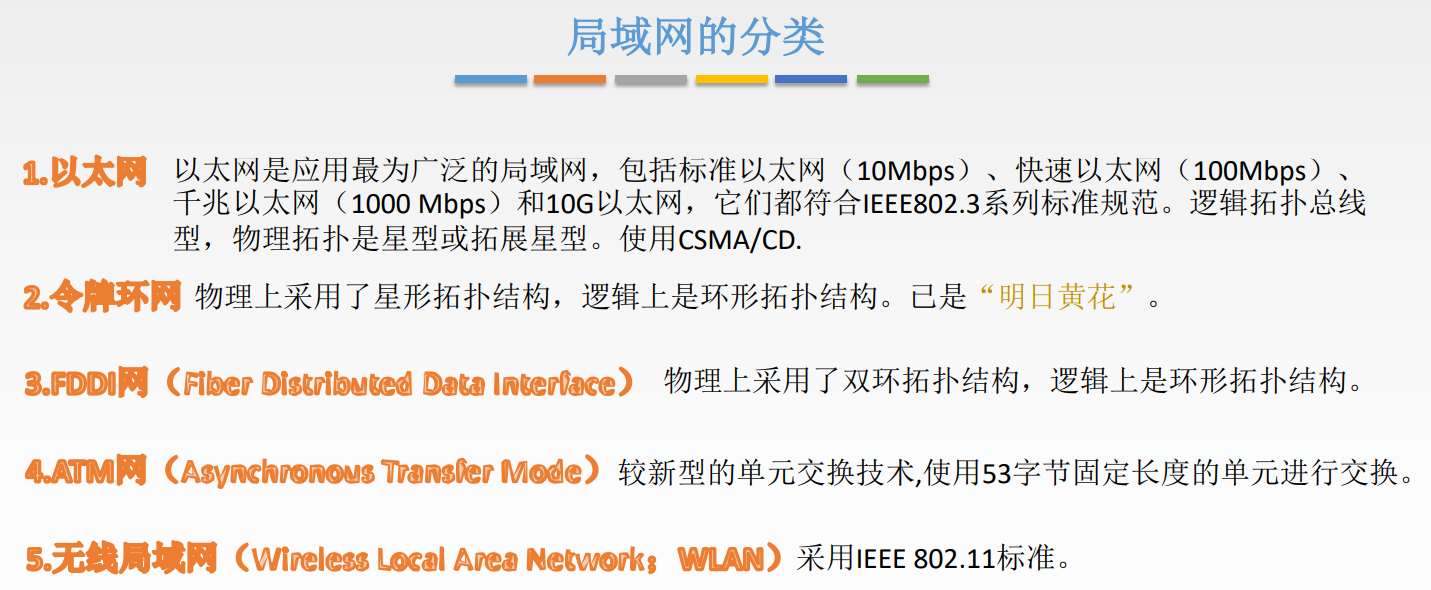 局域网的分类
1.以太网 以太网是应用最为广泛的局域网，包括标准以太网（10Mbps）、快速以太网（100Mbps）、
千兆以太网（1000 Mbps）和10G以太网，它们都符合IEEE802.3系列标准规范。逻辑拓扑总线
型，物理拓扑是星型或拓展星型。使用CSMA/CD.
2.令牌环网 物理上采用了星形拓扑结构，逻辑上是环形拓扑结构。已是“明日黄花”。
3.FDDI网（Fiber Distributed Data Interface） 物理上采用了双环拓扑结构，逻辑上是环形拓扑结构。
4.ATM网（Asynchronous Transfer Mode）较新型的单元交换技术,使用53字节固定长度的单元进行交换。
5.无线局域网（Wireless Local Area Network；WLAN）采用IEEE 802.11标准。